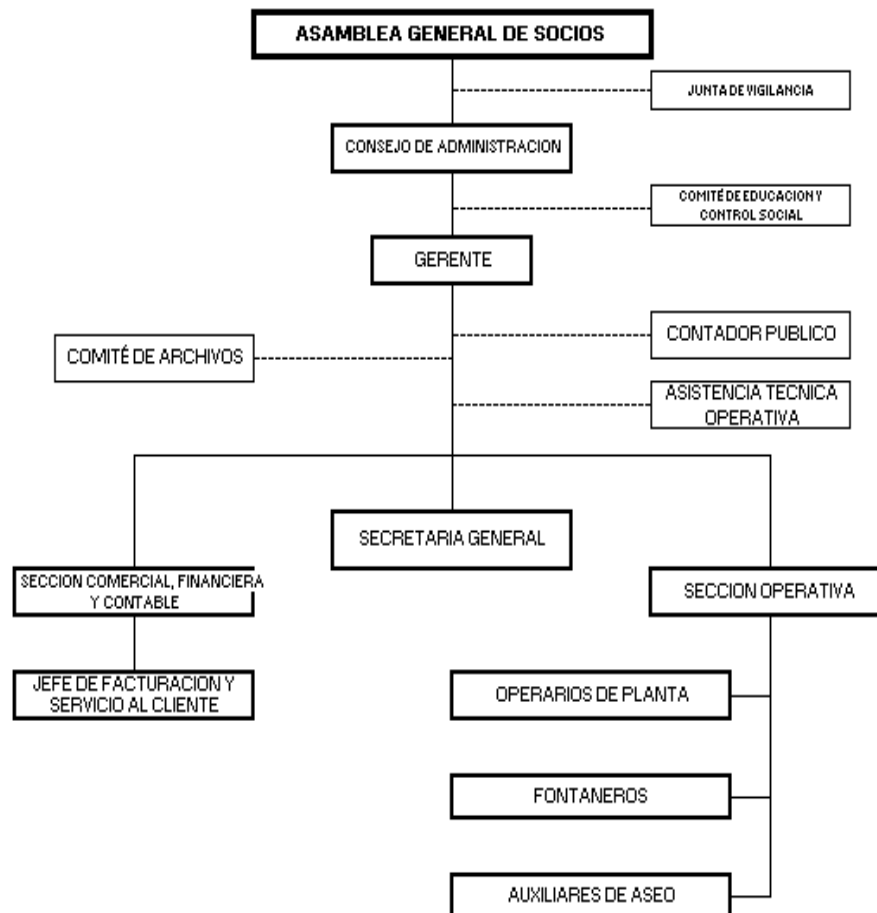 ASAMBLEA GENERAL DE SOCIOS
JUNTA DE VIGILANCIA
CONSEJO DE ADMINISTRACION
COMITÉ DE EDUCACION Y
CONTROL SOCIAL
GERENTE
CONTADOR PUBLICO
COMITÉ DE ARCHIVOS
ASISTENCIA TECNICA
OPERATIVA
SECRETARIA GENERAL
SECCION COMERCIAL, FINANCIERA
Y CONTABLE
SECCION OPERATIVA
JEFE DE FACTURACION Y
SERVICIO AL CLIENTE
OPERARIOS DE PLANTA
FONTANEROS
AUXILIARES DE ASEO